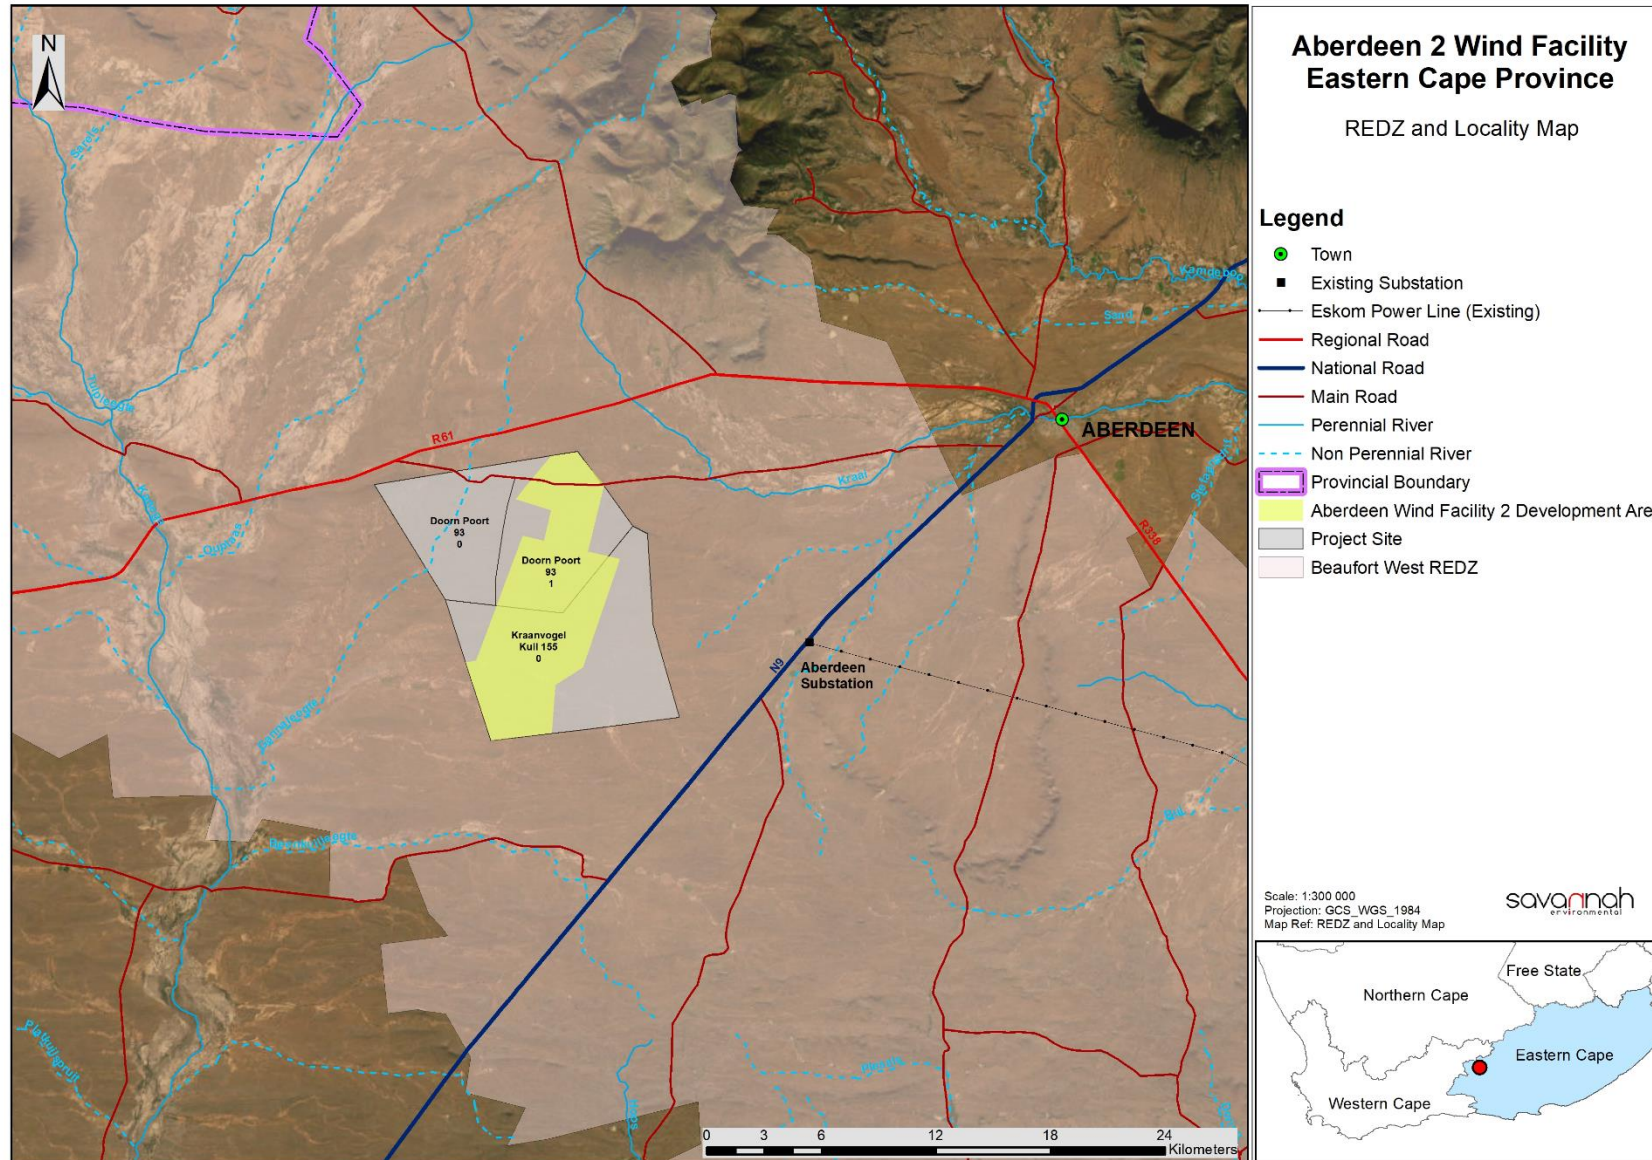 Aberdeen 2 Wind Facility
Eastern Cape Province
REDZ and Locality Map
Legend
Town
Existing Substation
Eskom Power Line (Existing)
Regional Road
National Road
Main Road
Perennial River
Non Perennial River
Provincial Boundary
Aberdeen Wind Facility 2 Development Are
Project Site
Beaufort West REDZ
Scale: 1:300 000
Projection: GCS_WGS_1984
Map Ref: REDZ and Locality Map
savannah
environmental
Northern Cape
Free State
Eastern Cape
Western Cape
N
Sarels
Kamdeboo
Sand
ABERDEEN
R61
Kraai
R338
Doorn Poort
93
0
Doorn Poort
93
1
Kraanvogel
Kuil 155
0
N9
Aberdeen
Substation
0 3 6 12 18 24
Kilometers